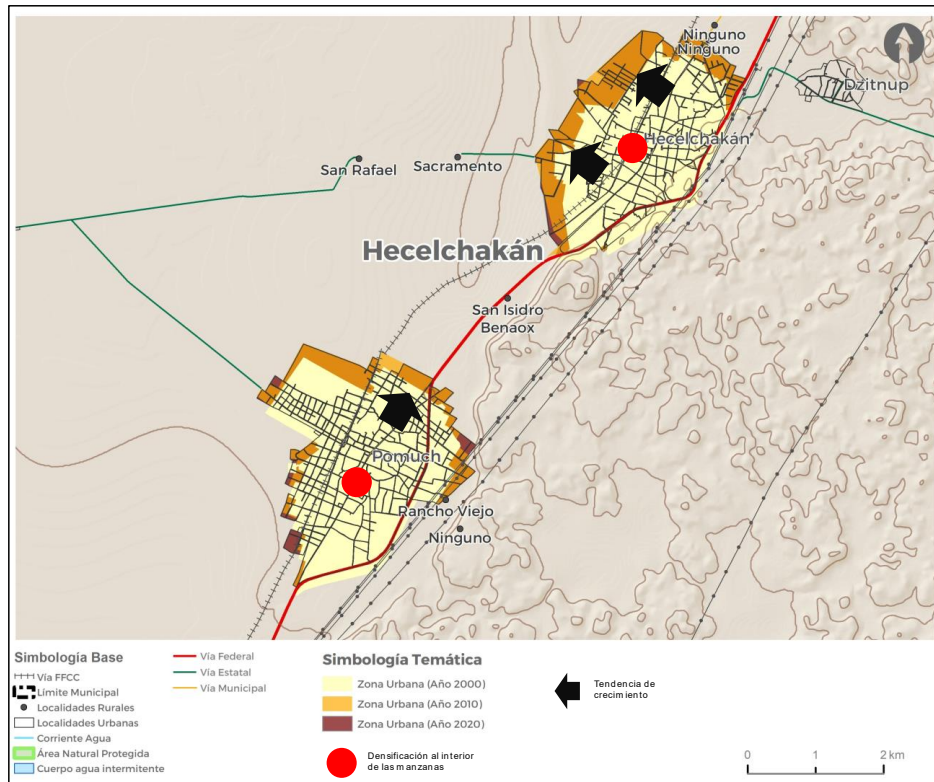 Ninguno
Ninguno
Dzitnup
Hecelchakán
San Rafael
Sacramento
Hecelchakán
San Isidro
Benaox
Pomuch
Rancho Viejo
Ninguno
Simbología Base
Vía FFCC
Límite Municipal
Localidades Rurales
Localidades Urbanas
Corriente Agua
Área Natural Protegida
Cuerpo agua intermitente
Vía Federal
Vía Estatal
Vía Municipal
Simbología Temática
Zona Urbana (Año 2000)
Zona Urbana (Año 2010)
Zona Urbana (Año 2020)
Densificación al interior
de las manzanas
Tendencia de
crecimiento
0 1 2 km